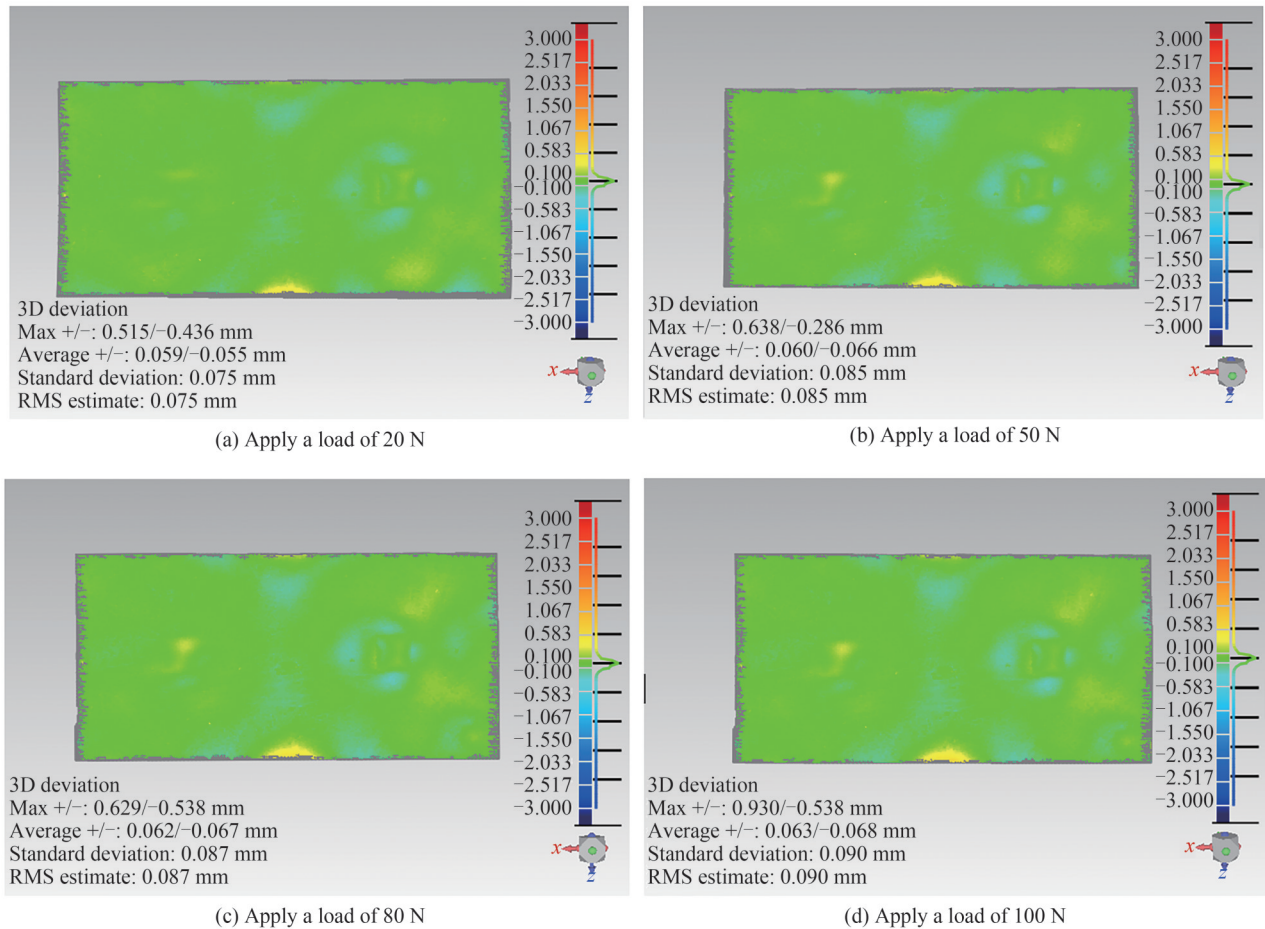 3.000
2.517
2.033
1.550
1.067
0.583
0.100
−0.100
−0.583
−1.067
−1.550
−2.033
−2.517
−3.000
3D deviation
Max +/−: 0.515/−0.436 mm
Average +/−: 0.059/−0.055 mm
Standard deviation: 0.075 mm
RMS estimate: 0.075 mm
x
z
(a) Apply a load of 20 N
3.000
2.517
2.033
1.550
1.067
0.583
0.100
−0.100
−0.583
−1.067
−1.550
−2.033
−2.517
−3.000
3D deviation
Max +/−: 0.638/−0.286 mm
Average +/−: 0.060/−0.066 mm
Standard deviation: 0.085 mm
RMS estimate: 0.085 mm
x
z
(b) Apply a load of 50 N
3.000
2.517
2.033
1.550
1.067
0.583
0.100
−0.100
−0.583
−1.067
−1.550
−2.033
−2.517
−3.000
3D deviation
Max +/−: 0.629/−0.538 mm
Average +/−: 0.062/−0.067 mm
Standard deviation: 0.087 mm
RMS estimate: 0.087 mm
x
z
(c) Apply a load of 80 N
3.000
2.517
2.033
1.550
1.067
0.583
0.100
−0.100
−0.583
−1.067
−1.550
−2.033
−2.517
−3.000
3D deviation
Max +/−: 0.930/−0.538 mm
Average +/−: 0.063/−0.068 mm
Standard deviation: 0.090 mm
RMS estimate: 0.090 mm
x
z
(d) Apply a load of 100 N